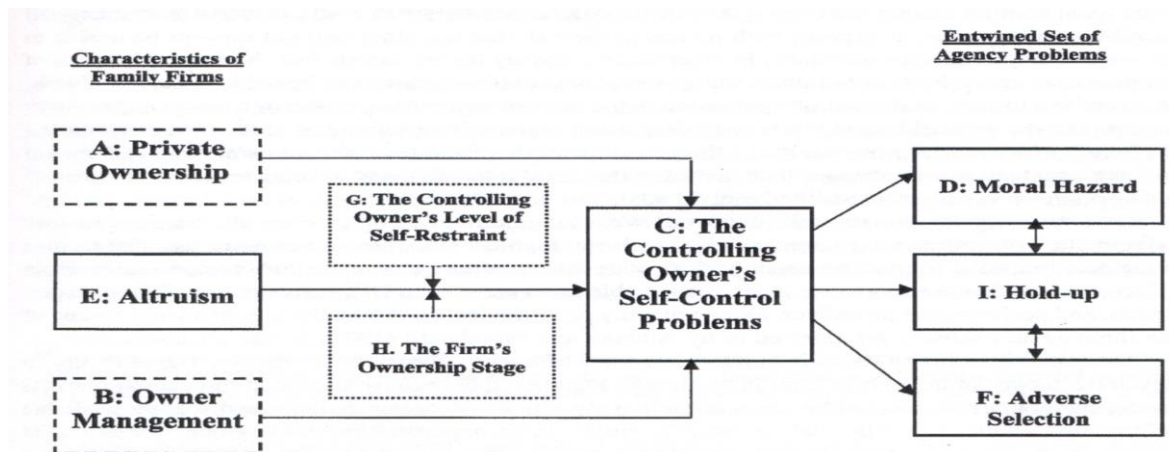 Characteristics of
Family Firms
Entwined Set of
Agency Problems
A: Private
Ownership
G: The Controlling
Owner's Level of
Self-Restraint
C: The
Controlling
Owner's
Self-Control
Problems
D: Moral Hazard
E: Altruism
I: Hold-up
H. The Firm's
Ownership Stage
B: Owner
Management
F: Adverse
Selection